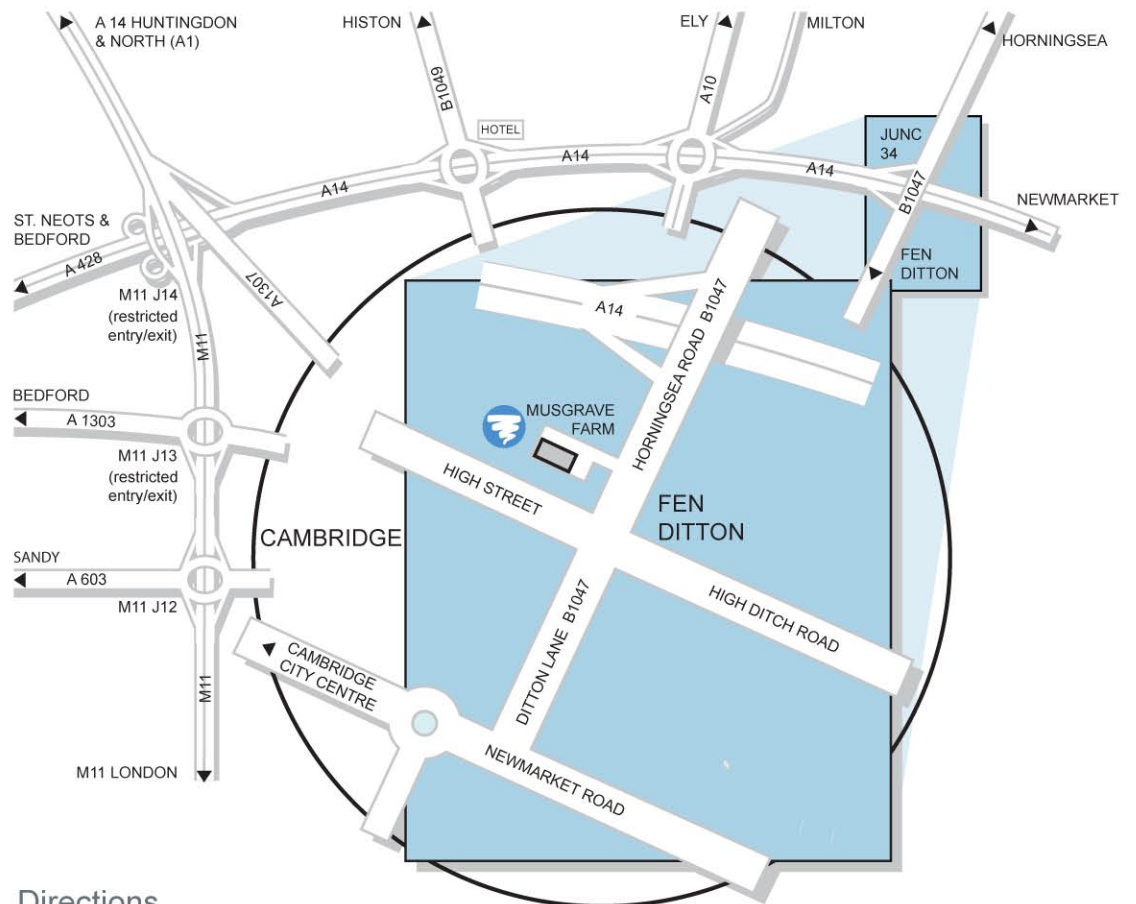 A 14 HUNTINGDON
& NORTH (A1)
HISTON
ELY
MILTON
HORNINGSEA
B1049
A10
HOTEL
JUNC
34
A14
A14
A14
B1047
NEWMARKET
ST. NEOTS &
BEDFORD
A 428
A1307
FEN
DITTON
M11 J14
(restricted
entry/exit)
M11
A14
HORNINGSEA ROAD B1047
BEDFORD
A 1303
MUSGRAVE
FARM
M11 J13
(restricted
entry/exit)
HIGH STREET
FEN
DITTON
CAMBRIDGE
SANDY
A 603
M11 J12
DITTON LANE B1047
HIGH DITCH ROAD
CAMBRIDGE
CITY CENTRE
M11
NEWMARKET ROAD
M11 LONDON
Directions